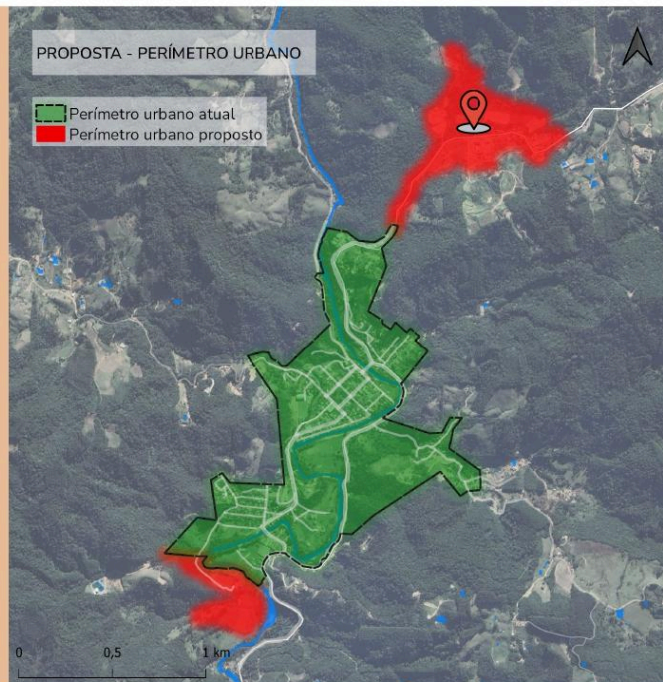 PROPOSTA - PERÍMETRO URBANO
Perímetro urbano atual
Perímetro urbano proposto
0 0,5 1 km